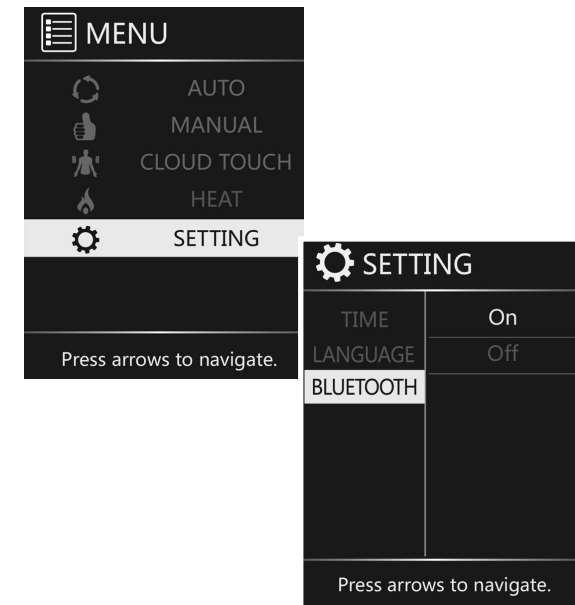 MENU
AUTO
MANUAL
CLOUD TOUCH
HEAT
SETTING
Press arrows to navigate.
SETTING
TIME
On
LANGUAGE
Off
BLUETOOTH
Press arrows to navigate.